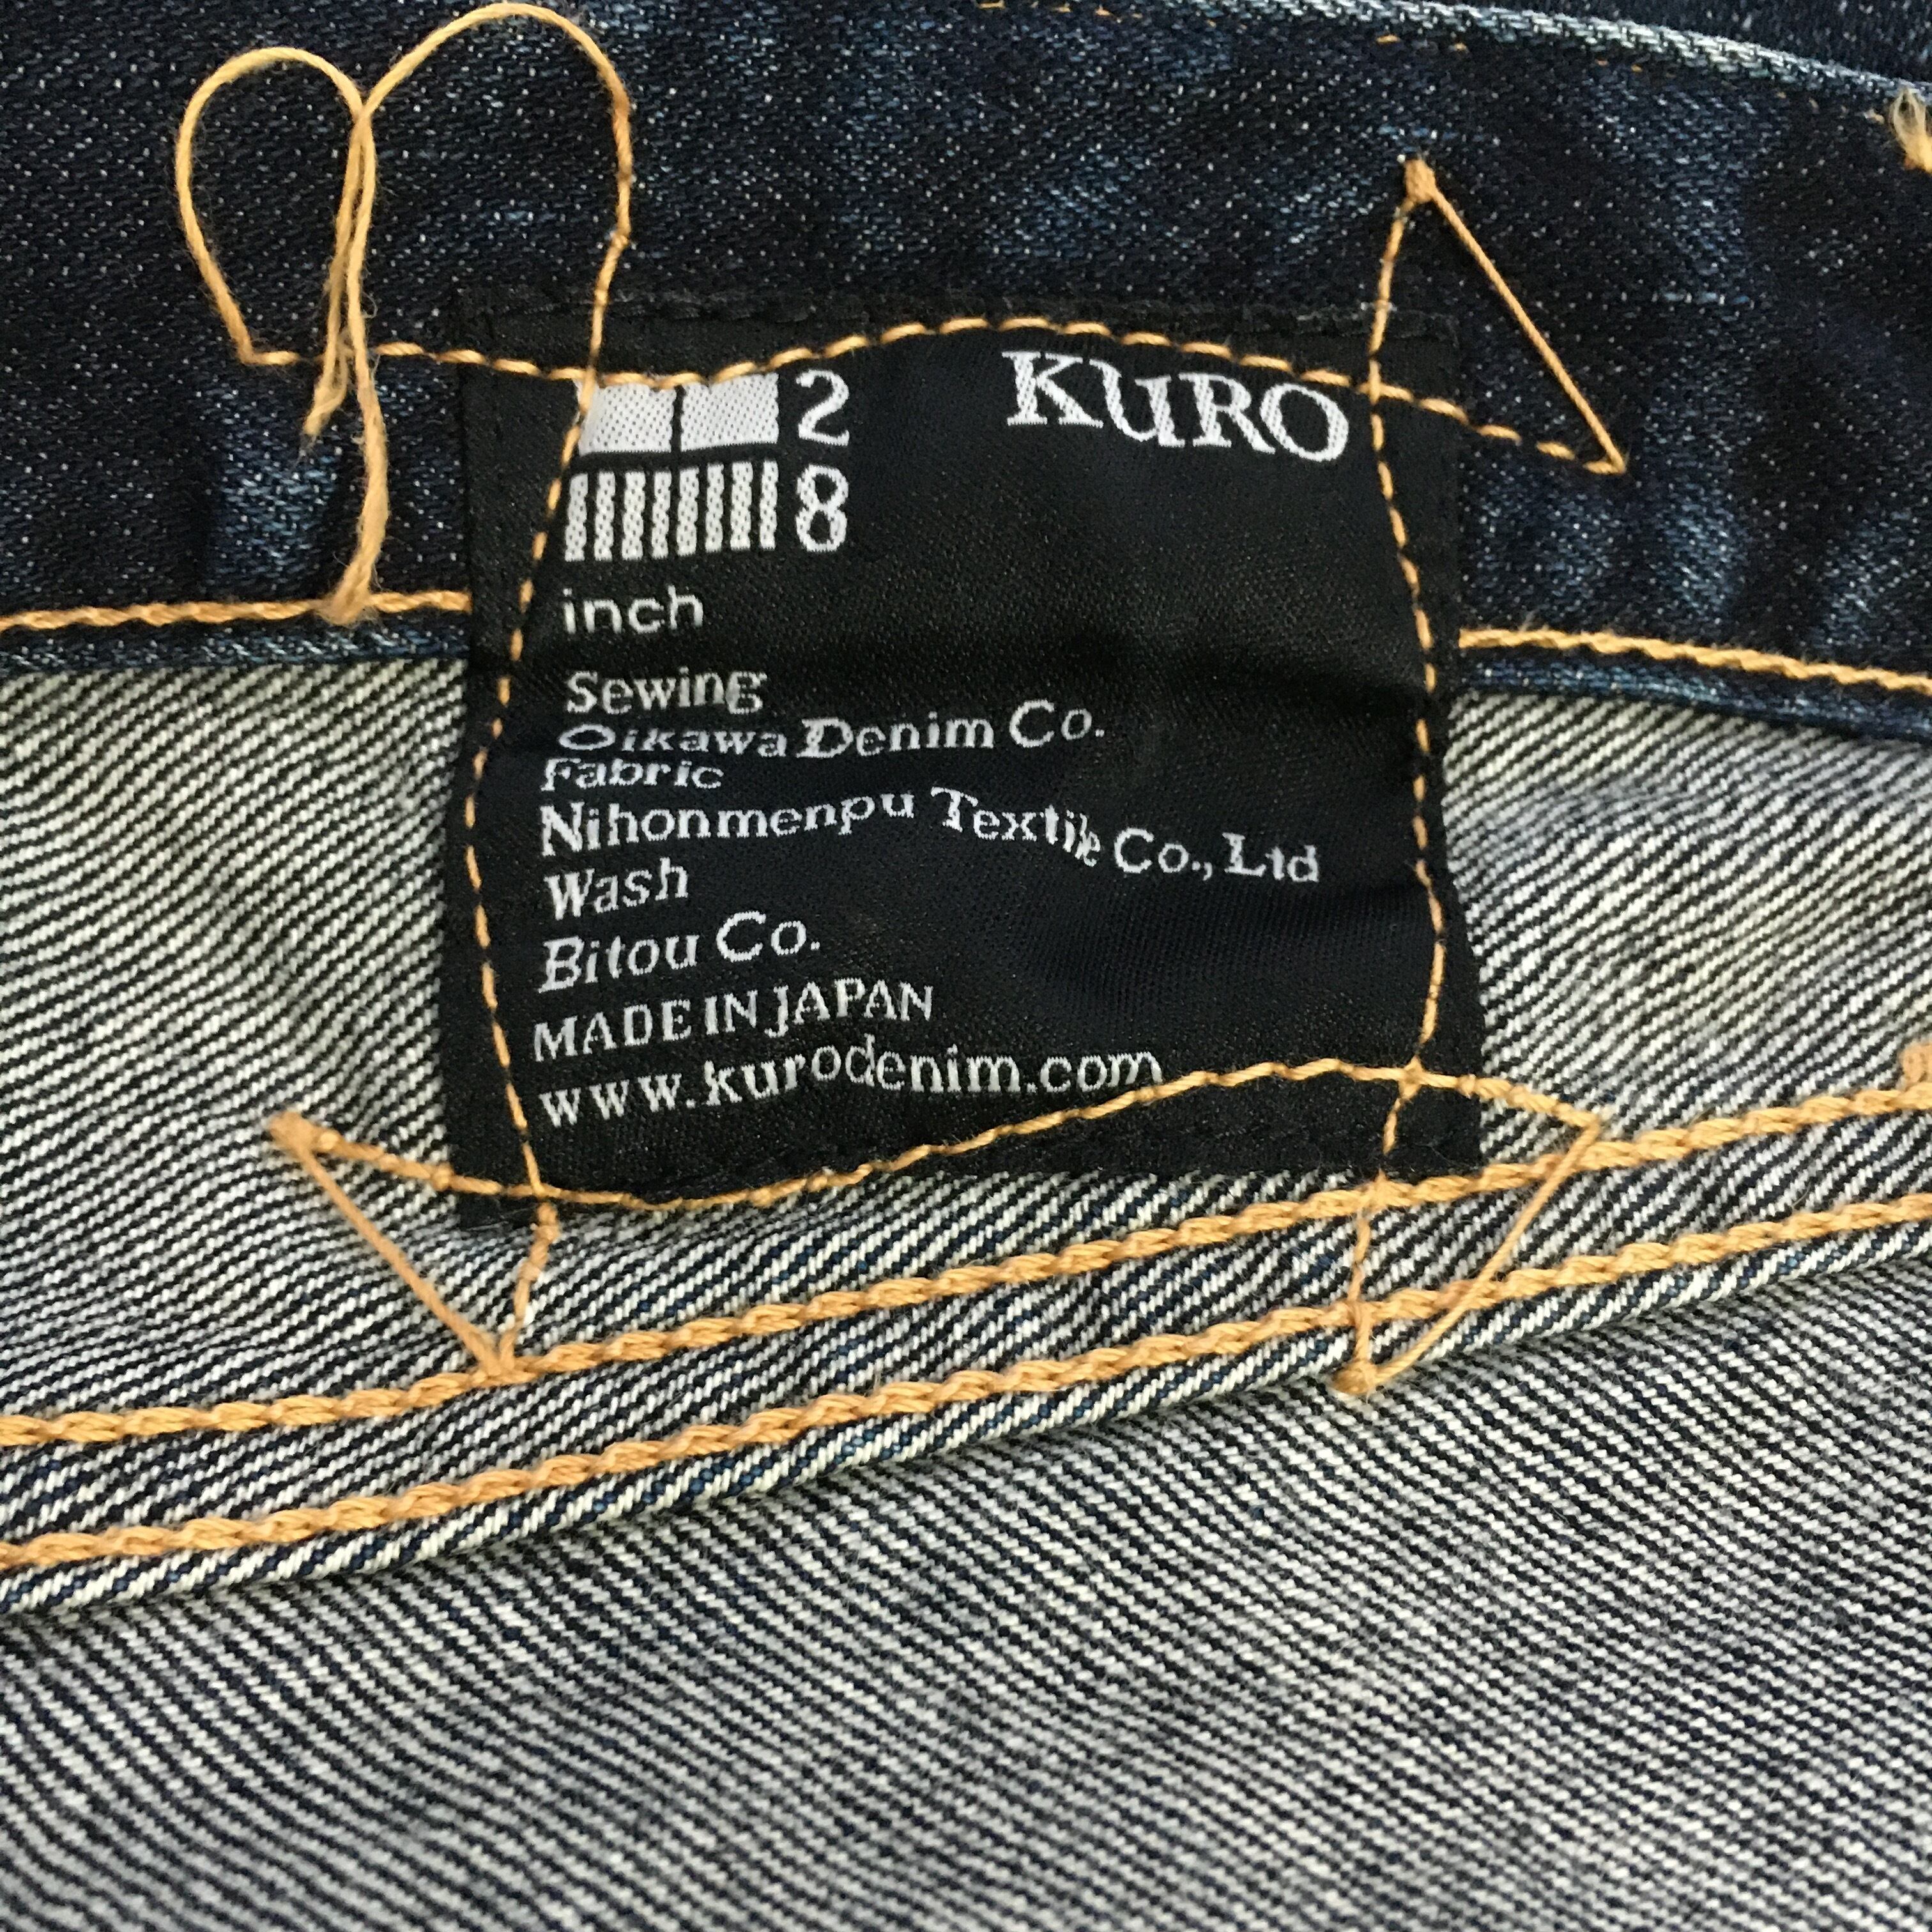 2 KURO
8
inch
Sewing
Oikawa Denim Co.
Fabric
Nihonmenpu Textile Co., Ltd
Wash
Bitou Co.
MADE IN JAPAN
www.kurodenim.com